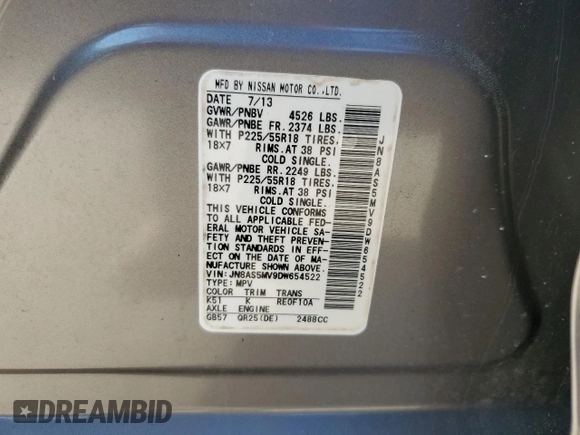 MFD BY NISSAN MOTOR CO.,LTD.
DATE 7/13
GVWR/PNBV 4526 LBS.
GAWR/PNBE FR. 2374 LBS.
WITH P225/55R18 TIRES,
18X7 RIMS.AT 38 PSI
COLD SINGLE.
GAWR/PNBE RR. 2249 LBS.
WITH P225/55R18 TIRES,
18X7 RIMS.AT 38 PSI
COLD SINGLE.
THIS VEHICLE CONFORMS
TO ALL APPLICABLE FED-
ERAL MOTOR VEHICLE SA-
FETY AND THEFT PREVEN-
TION STANDARDS IN EFF-
ECT ON THE DATE OF MA-
NUFACTURE SHOWN ABOVE.
VIN:JN8AS5MV9DW654522
TYPE:MPV
COLOR TRIM TRANS
K51 K RE0F10A
AXLE ENGINE
GB57 QR25(DE) 2488CC
JN8AS5MV9DW654522
DREAMBID